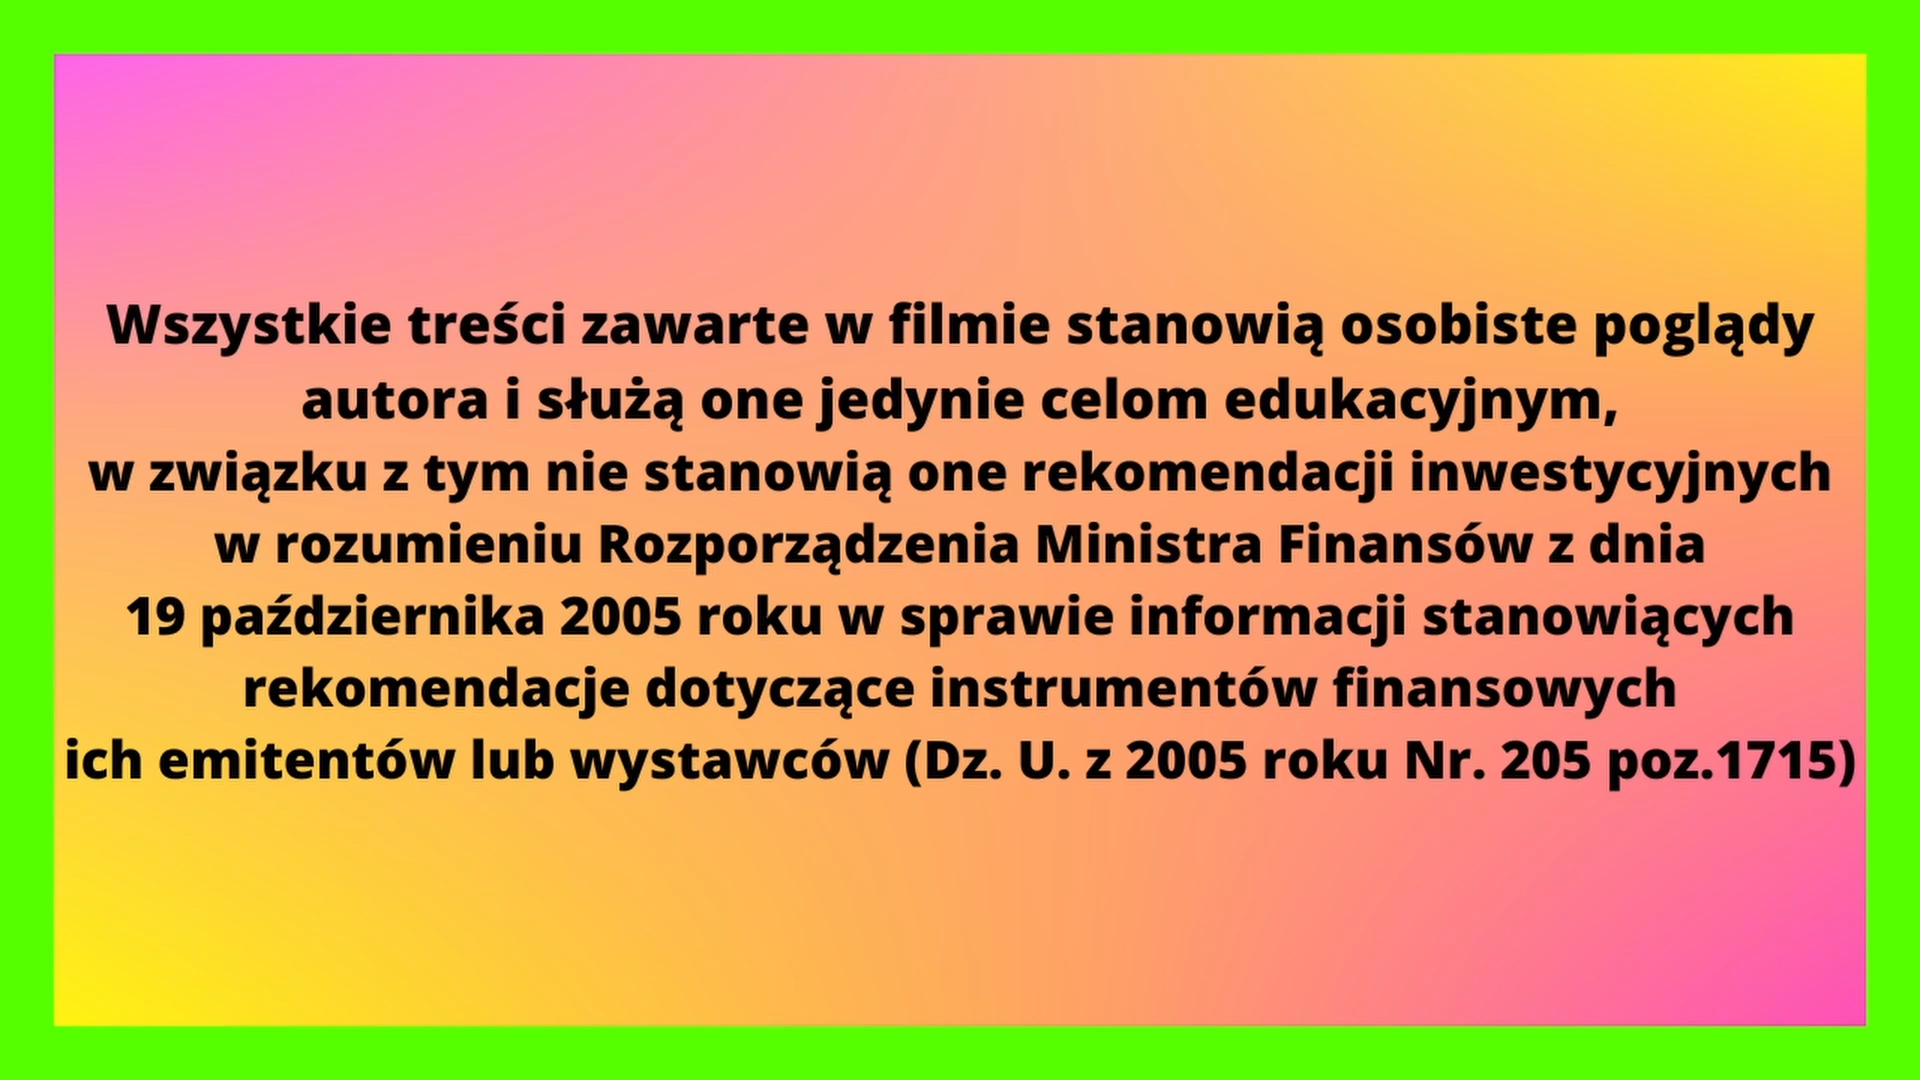 Wszystkie treści zawarte w filmie stanowią osobiste poglądy
autora i służą one jedynie celom edukacyjnym,
w związku z tym nie stanowią one rekomendacji inwestycyjnych
w rozumieniu Rozporządzenia Ministra Finansów z dnia
19 października 2005 roku w sprawie informacji stanowiących
rekomendacje dotyczące instrumentów finansowych
ich emitentów lub wystawców (Dz. U. z 2005 roku Nr. 205 poz.1715)